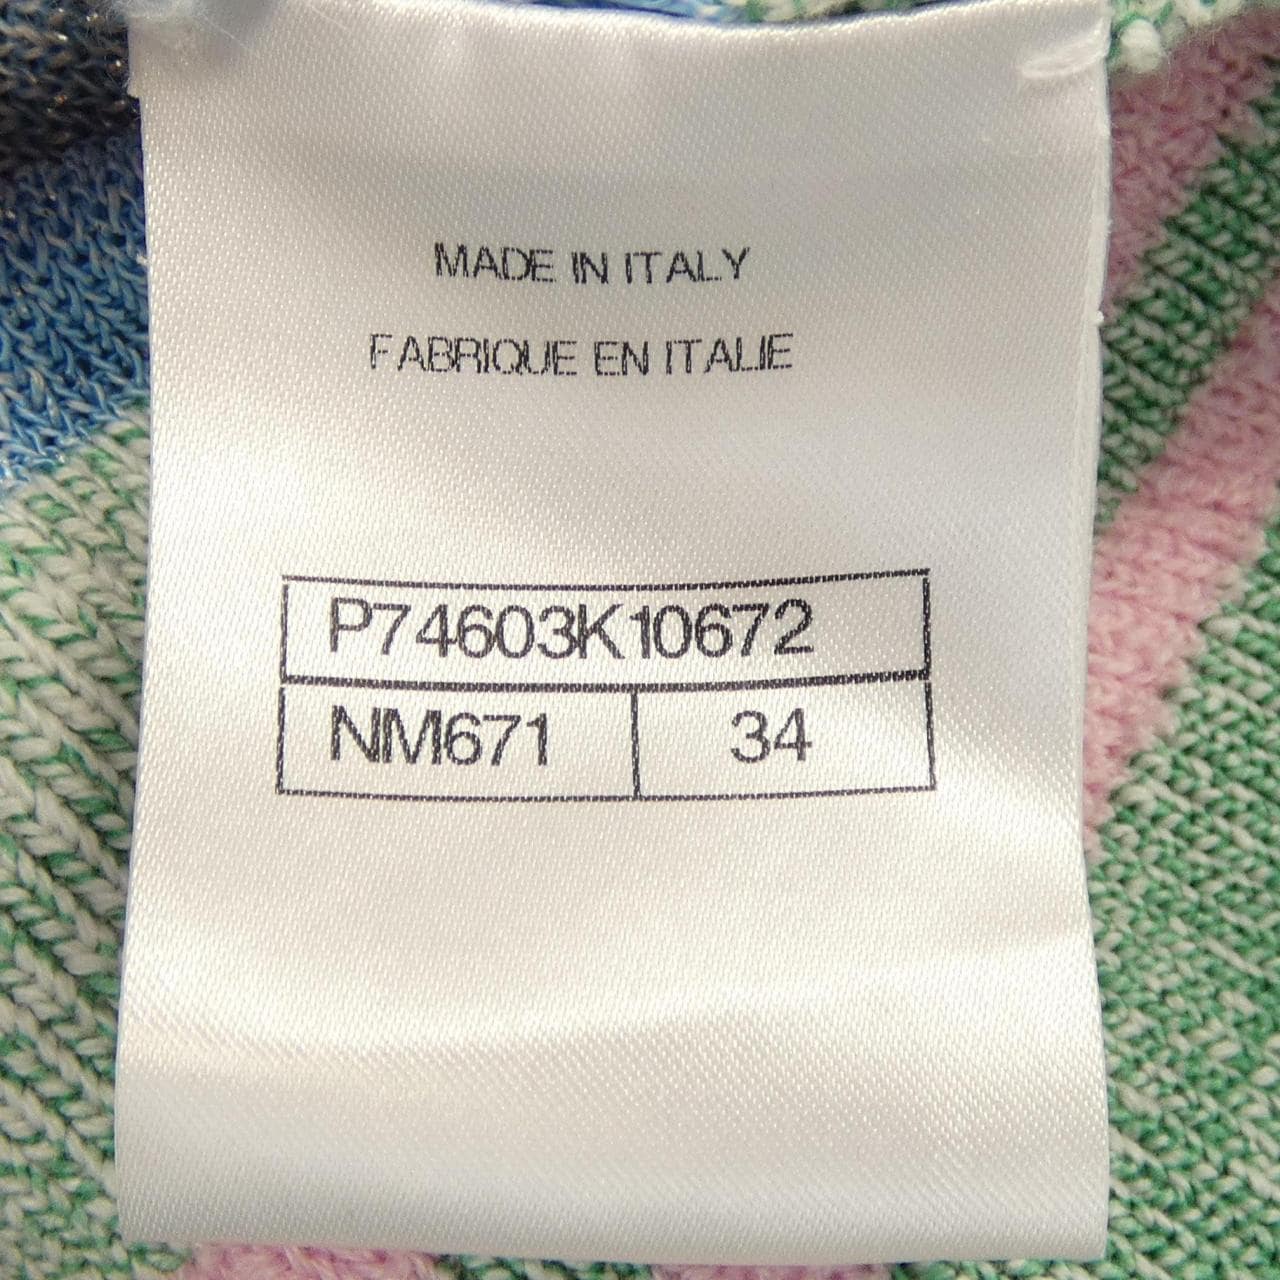 MADE IN ITALY
FABRIQUE EN ITALIE
P74603K10672
NM671 34